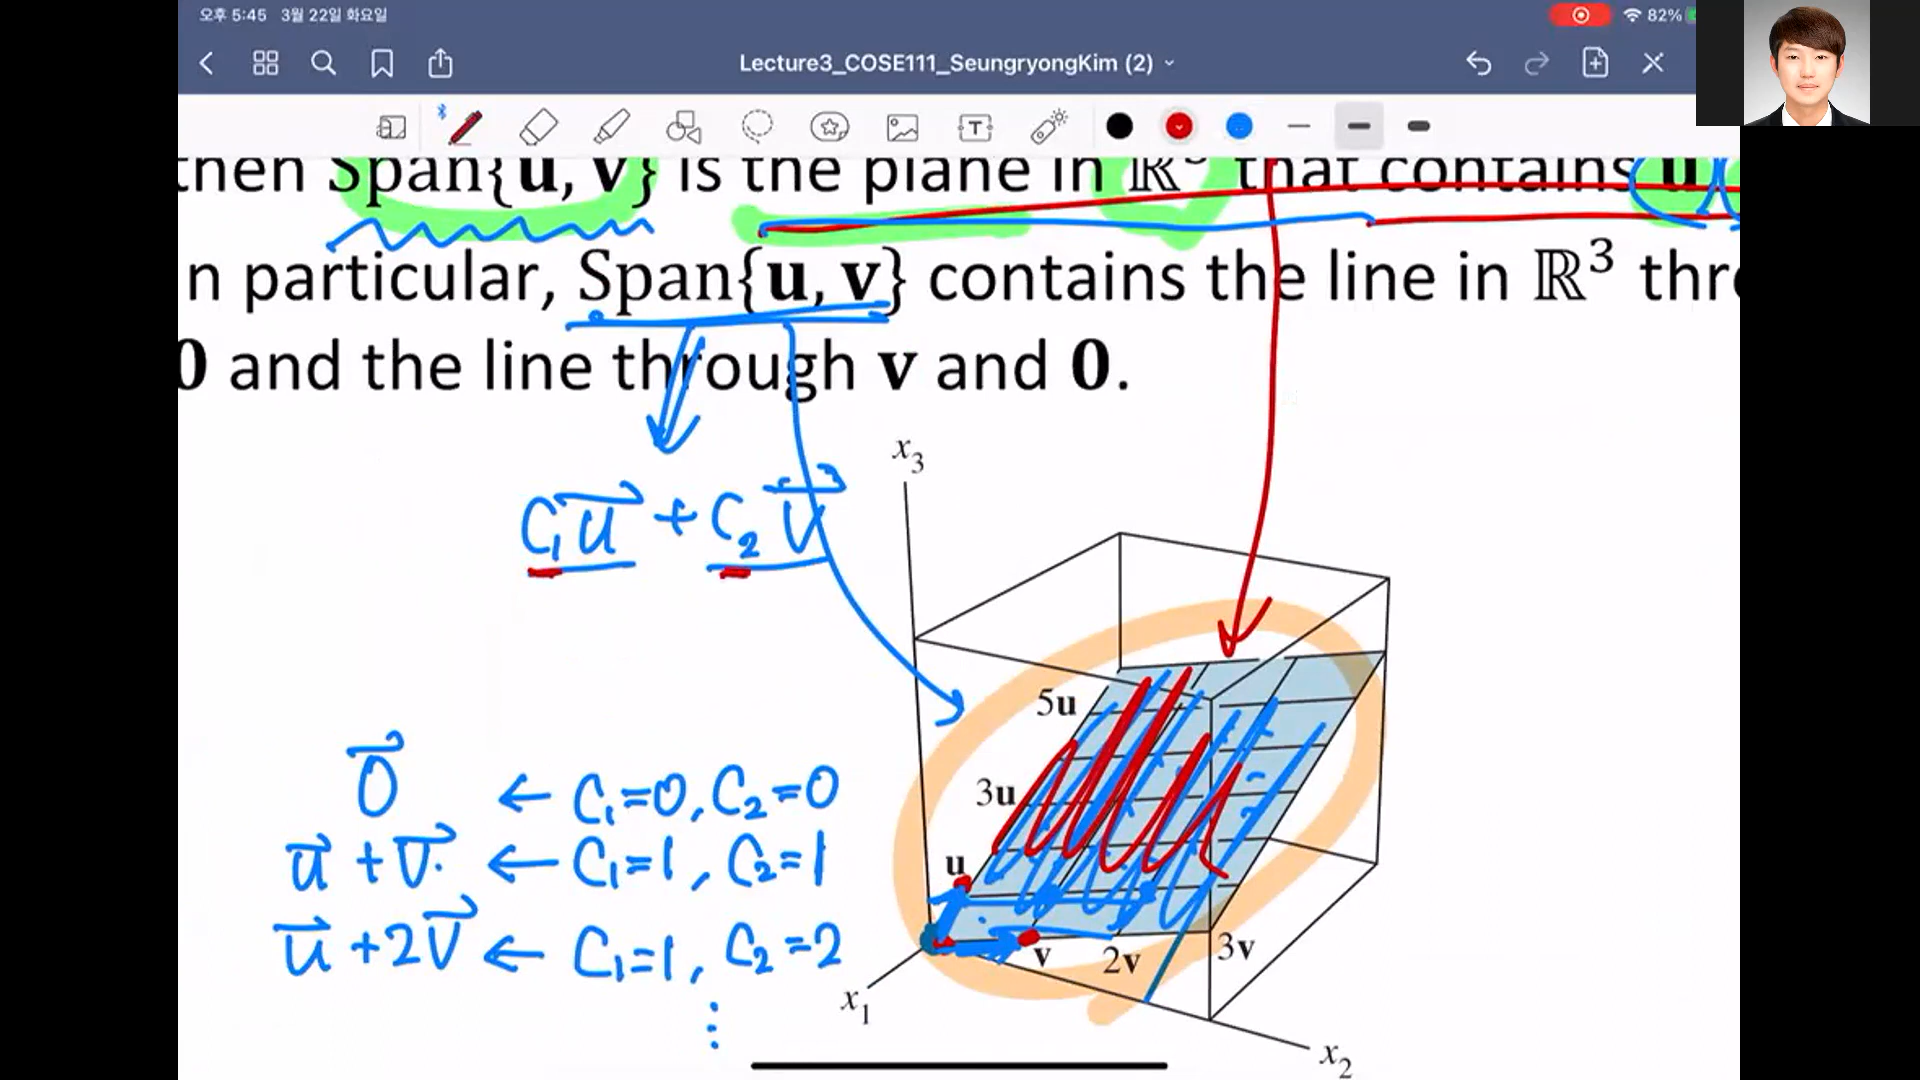 오후 5:45 3월 22일 화요일
82%
Lecture3_COSE111_SeungryongKim (2)
then Span{u, v} is the plane in ℝ³ that contains u
n particular, Span{u, v} contains the line in ℝ³ thr
0 and the line through v and 0.
C₁u⃗ + C₂v⃗
x₃
5u
3u
u
v
2v
3v
x₁
x₂
0⃗ ← C₁=0, C₂=0
u⃗ + v⃗ ← C₁=1, C₂=1
u⃗ + 2v⃗ ← C₁=1, C₂=2
⋮